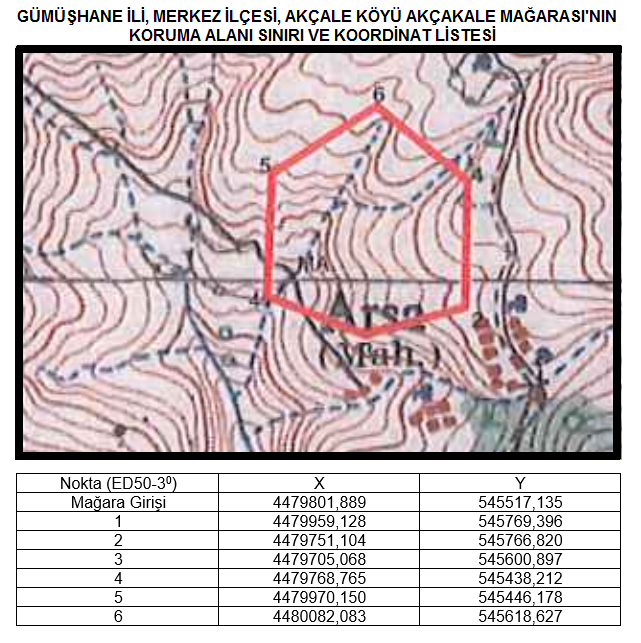 GÜMÜŞHANE İLİ, MERKEZ İLÇESİ, AKÇALE KÖYÜ AKÇAKALE MAĞARASI'NIN
KORUMA ALANI SINIRI VE KOORDİNAT LİSTESİ
6
5
4
2
Arsa
(Mah.)
Nokta (ED50-3⁰) X Y
Mağara Girişi 4479801,889 545517,135
1 4479959,128 545769,396
2 4479751,104 545766,820
3 4479705,068 545600,897
4 4479768,765 545438,212
5 4479970,150 545446,178
6 4480082,083 545618,627